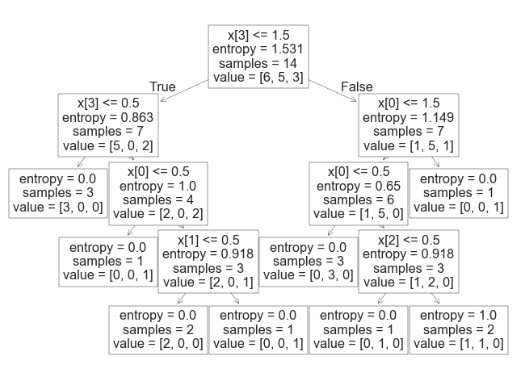 x[3] <= 1.5
entropy = 1.531
samples = 14
value = [6, 5, 3]
True
False
x[3] <= 0.5
entropy = 0.863
samples = 7
value = [5, 0, 2]
x[0] <= 1.5
entropy = 1.149
samples = 7
value = [1, 5, 1]
entropy = 0.0
samples = 3
value = [3, 0, 0]
x[0] <= 0.5
entropy = 1.0
samples = 4
value = [2, 0, 2]
x[0] <= 0.5
entropy = 0.65
samples = 6
value = [1, 5, 0]
entropy = 0.0
samples = 1
value = [0, 0, 1]
entropy = 0.0
samples = 1
value = [0, 0, 1]
x[1] <= 0.5
entropy = 0.918
samples = 3
value = [2, 0, 1]
entropy = 0.0
samples = 3
value = [0, 3, 0]
x[2] <= 0.5
entropy = 0.918
samples = 3
value = [1, 2, 0]
entropy = 0.0
samples = 2
value = [2, 0, 0]
entropy = 0.0
samples = 1
value = [0, 0, 1]
entropy = 0.0
samples = 1
value = [0, 1, 0]
entropy = 1.0
samples = 2
value = [1, 1, 0]